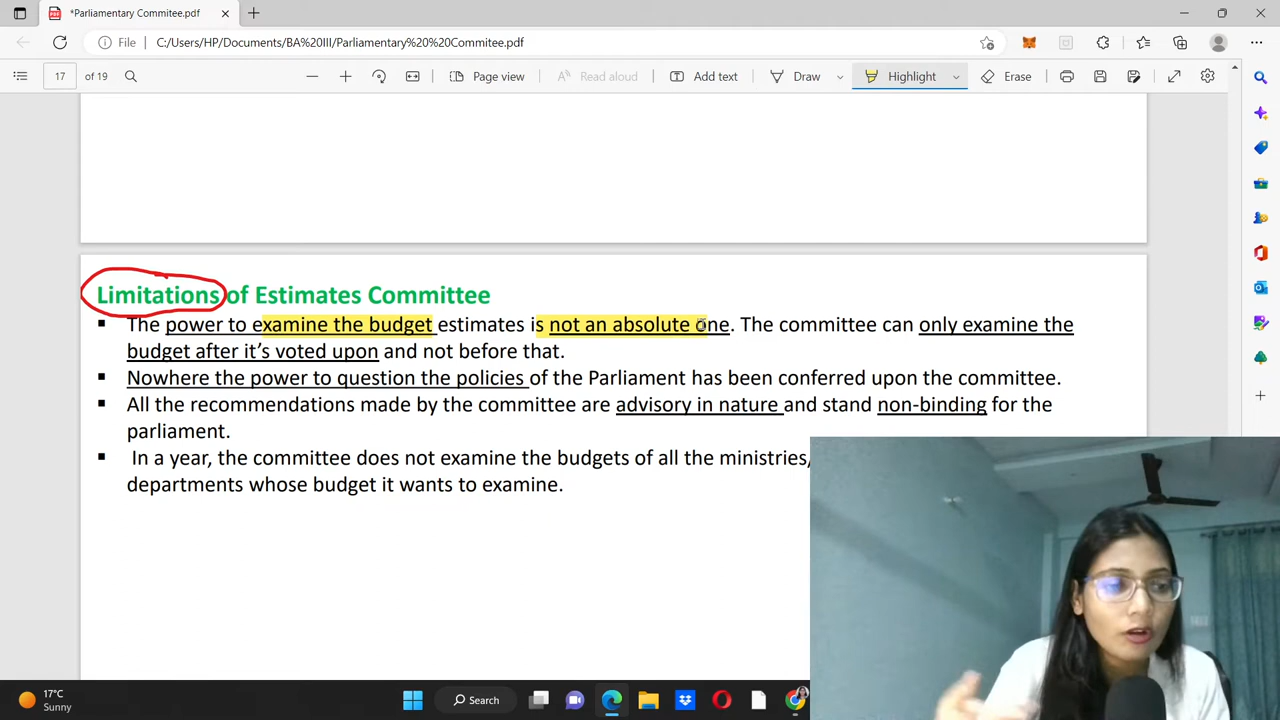 *Parliamentary Commitee.pdf
File C:/Users/HP/Documents/BA%20III/Parliamentary%20%20Commitee.pdf
17 of 19 Page view Read aloud Add text Draw Highlight Erase
Limitations of Estimates Committee
▪ The power to examine the budget estimates is not an absolute one. The committee can only examine the
budget after it's voted upon and not before that.
▪ Nowhere the power to question the policies of the Parliament has been conferred upon the committee.
▪ All the recommendations made by the committee are advisory in nature and stand non-binding for the
parliament.
▪ In a year, the committee does not examine the budgets of all the ministries,
departments whose budget it wants to examine.
17°C
Sunny
Search